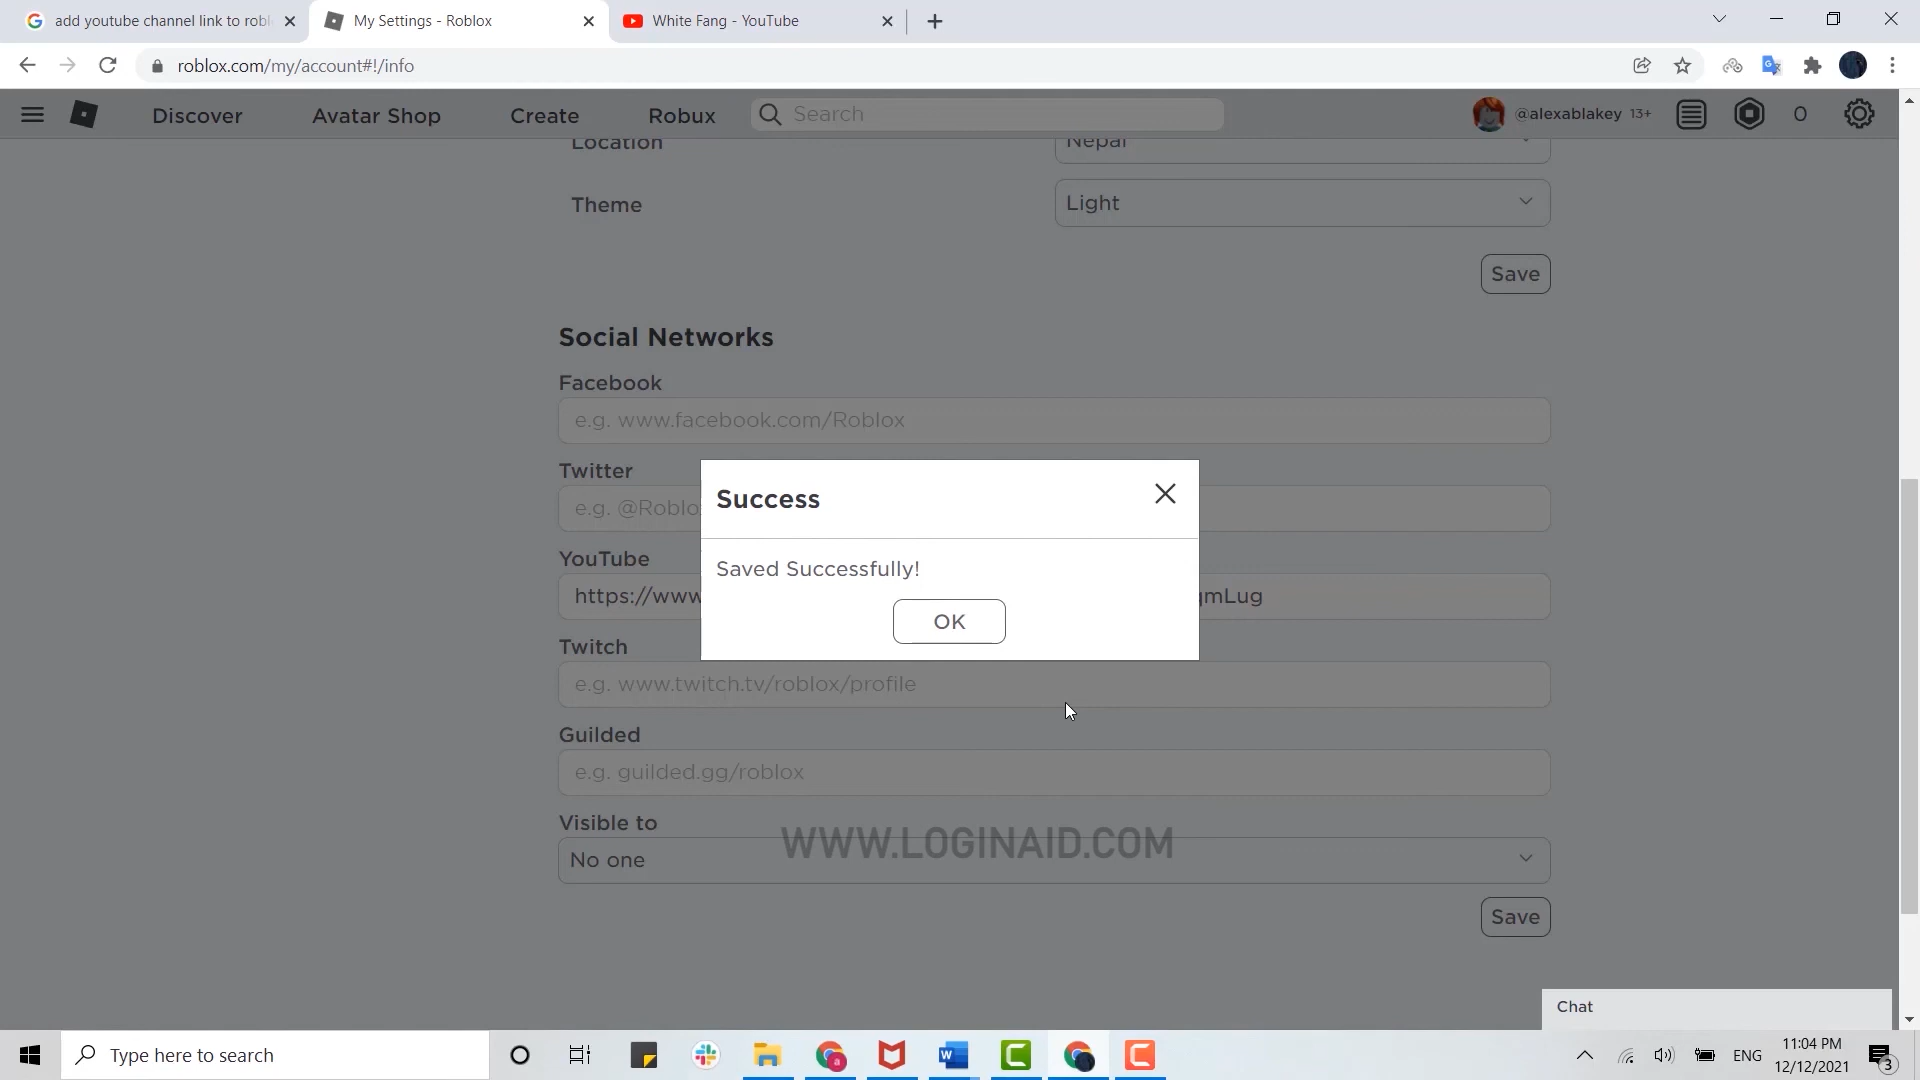 add youtube channel link to robl
My Settings - Roblox
White Fang - YouTube
roblox.com/my/account#!/info
Discover
Avatar Shop
Create
Robux
Search
@alexablakey 13+
0
Location
Nepal
Theme
Light
Save
Social Networks
Facebook
e.g. www.facebook.com/Roblox
Twitter
e.g. @Roblo
Success
Saved Successfully!
OK
YouTube
https://www
gmLug
Twitch
e.g. www.twitch.tv/roblox/profile
Guilded
e.g. guilded.gg/roblox
Visible to
No one
WWW.LOGINAID.COM
Save
Chat
Type here to search
ENG
11:04 PM
12/12/2021
3